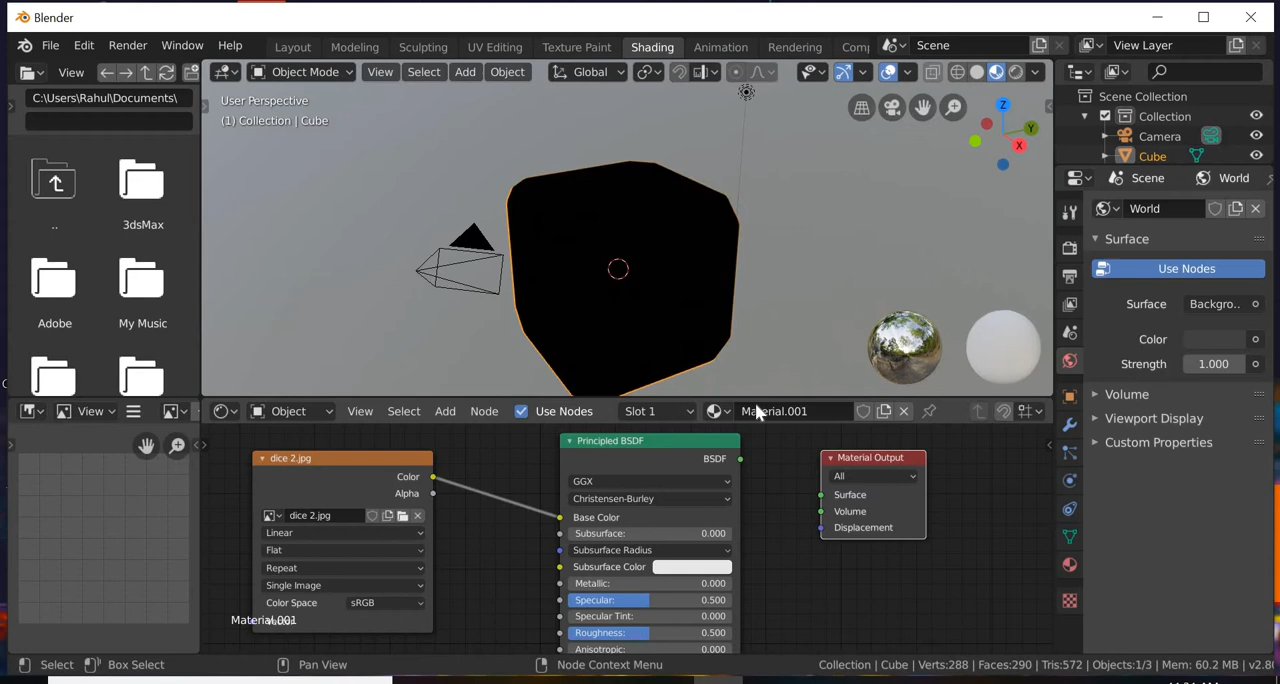 Blender
File Edit Render Window Help
Layout Modeling Sculpting UV Editing Texture Paint Shading Animation Rendering Comp
Scene
View Layer
View
Object Mode View Select Add Object Global
C:\Users\Rahul\Documents\
User Perspective
(1) Collection | Cube
Z
Y
X
Scene Collection
Collection
Camera
Cube
Scene World
World
Surface
Use Nodes
Surface Backgro..
Color
Strength 1.000
Volume
Viewport Display
Custom Properties
..
3dsMax
Adobe
My Music
View
Object View Select Add Node Use Nodes Slot 1 Material.001
dice 2.jpg
Color
Alpha
dice 2.jpg
Linear
Flat
Repeat
Single Image
Color Space sRGB
Material.001
Principled BSDF
BSDF
GGX
Christensen-Burley
Base Color
Subsurface: 0.000
Subsurface Radius
Subsurface Color
Metallic: 0.000
Specular: 0.500
Specular Tint: 0.000
Roughness: 0.500
Anisotropic: 0.000
Material Output
All
Surface
Volume
Displacement
Select Box Select Pan View Node Context Menu
Collection | Cube | Verts:288 | Faces:290 | Tris:572 | Objects:1/3 | Mem: 60.2 MB | v2.80